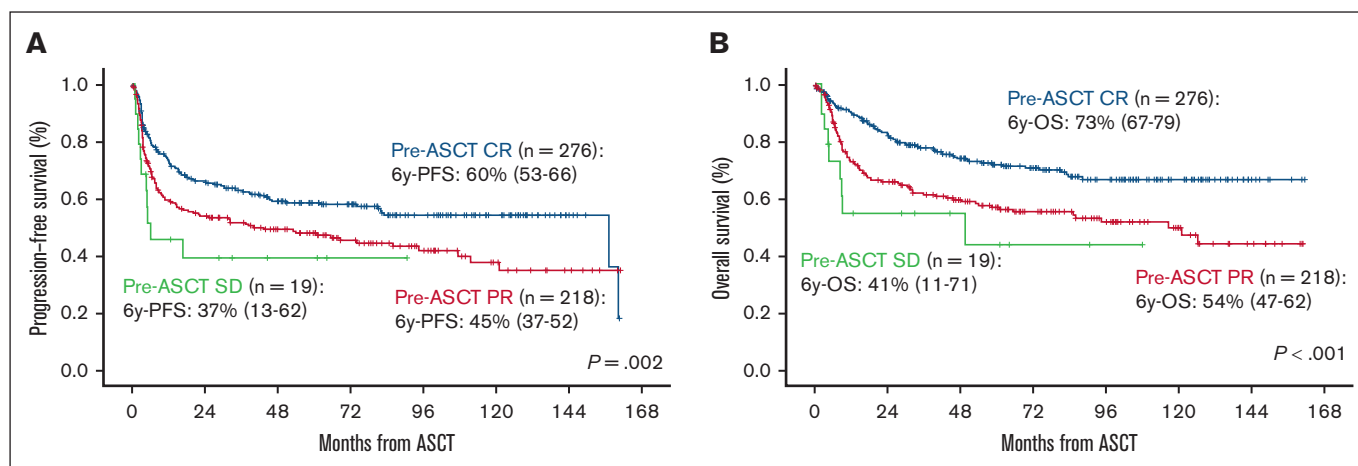 A
Progression-free survival (%)
1.0
0.8
0.6
0.4
0.2
0.0
Pre-ASCT CR (n = 276):
6y-PFS: 60% (53-66)
Pre-ASCT SD (n = 19):
6y-PFS: 37% (13-62)
Pre-ASCT PR (n = 218):
6y-PFS: 45% (37-52)
P = .002
0 24 48 72 96 120 144 168
Months from ASCT
B
Overall survival (%)
1.0
0.8
0.6
0.4
0.2
0.0
Pre-ASCT CR (n = 276):
6y-OS: 73% (67-79)
Pre-ASCT SD (n = 19):
6y-OS: 41% (11-71)
Pre-ASCT PR (n = 218):
6y-OS: 54% (47-62)
P < .001
0 24 48 72 96 120 144 168
Months from ASCT